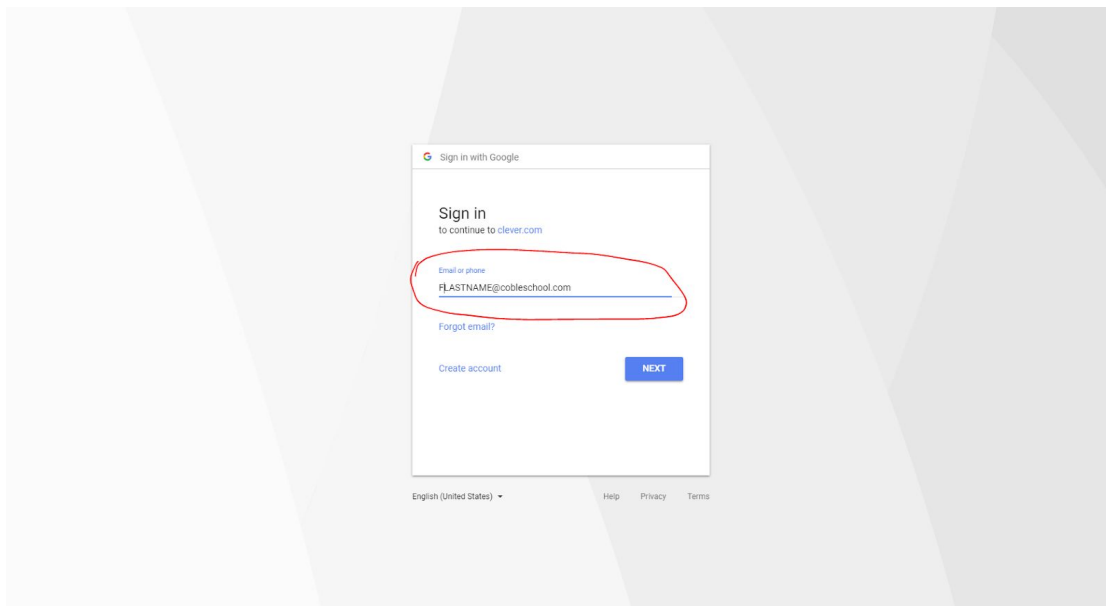 Sign in with Google
Sign in
to continue to clever.com
Email or phone
FLASTNAME@cobleschool.com
Forgot email?
Create account
NEXT
English (United States)
Help Privacy Terms